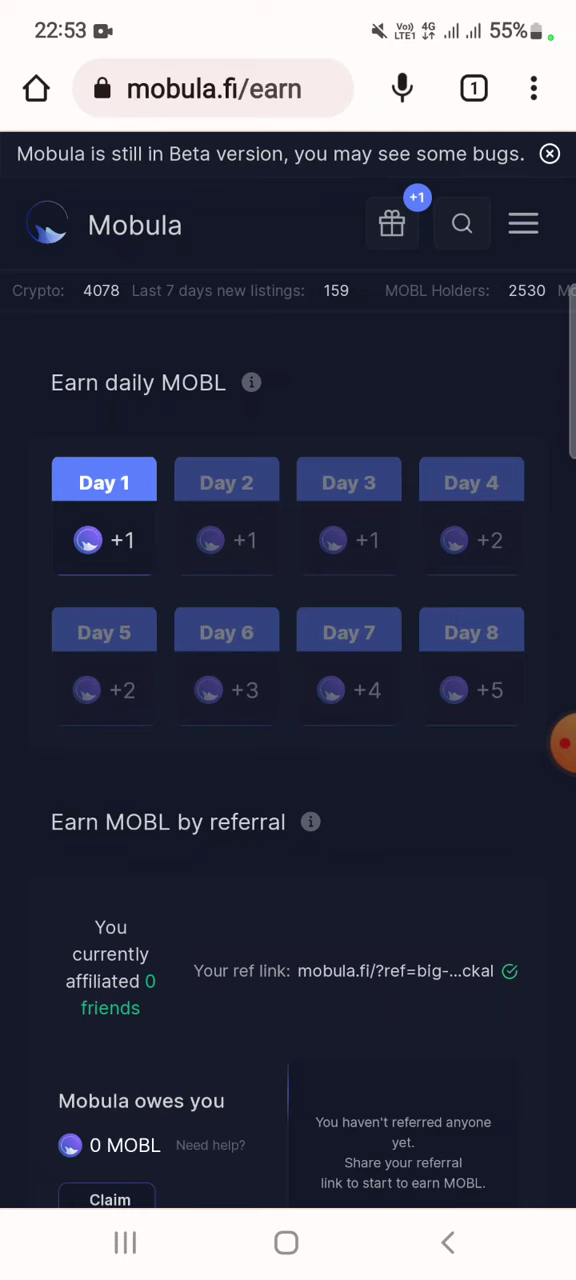 22:53 Vo)) LTE1 4G 55%
mobula.fi/earn 1
Mobula is still in Beta version, you may see some bugs.
+1
Mobula
Crypto: 4078 Last 7 days new listings: 159 MOBL Holders: 2530
Earn daily MOBL
Day 1 Day 2 Day 3 Day 4
+1 +1 +1 +2
Day 5 Day 6 Day 7 Day 8
+2 +3 +4 +5
Earn MOBL by referral
You
currently
affiliated 0
friends
Your ref link: mobula.fi/?ref=big-...ckal
Mobula owes you
0 MOBL Need help?
Claim
You haven't referred anyone
yet.
Share your referral
link to start to earn MOBL.